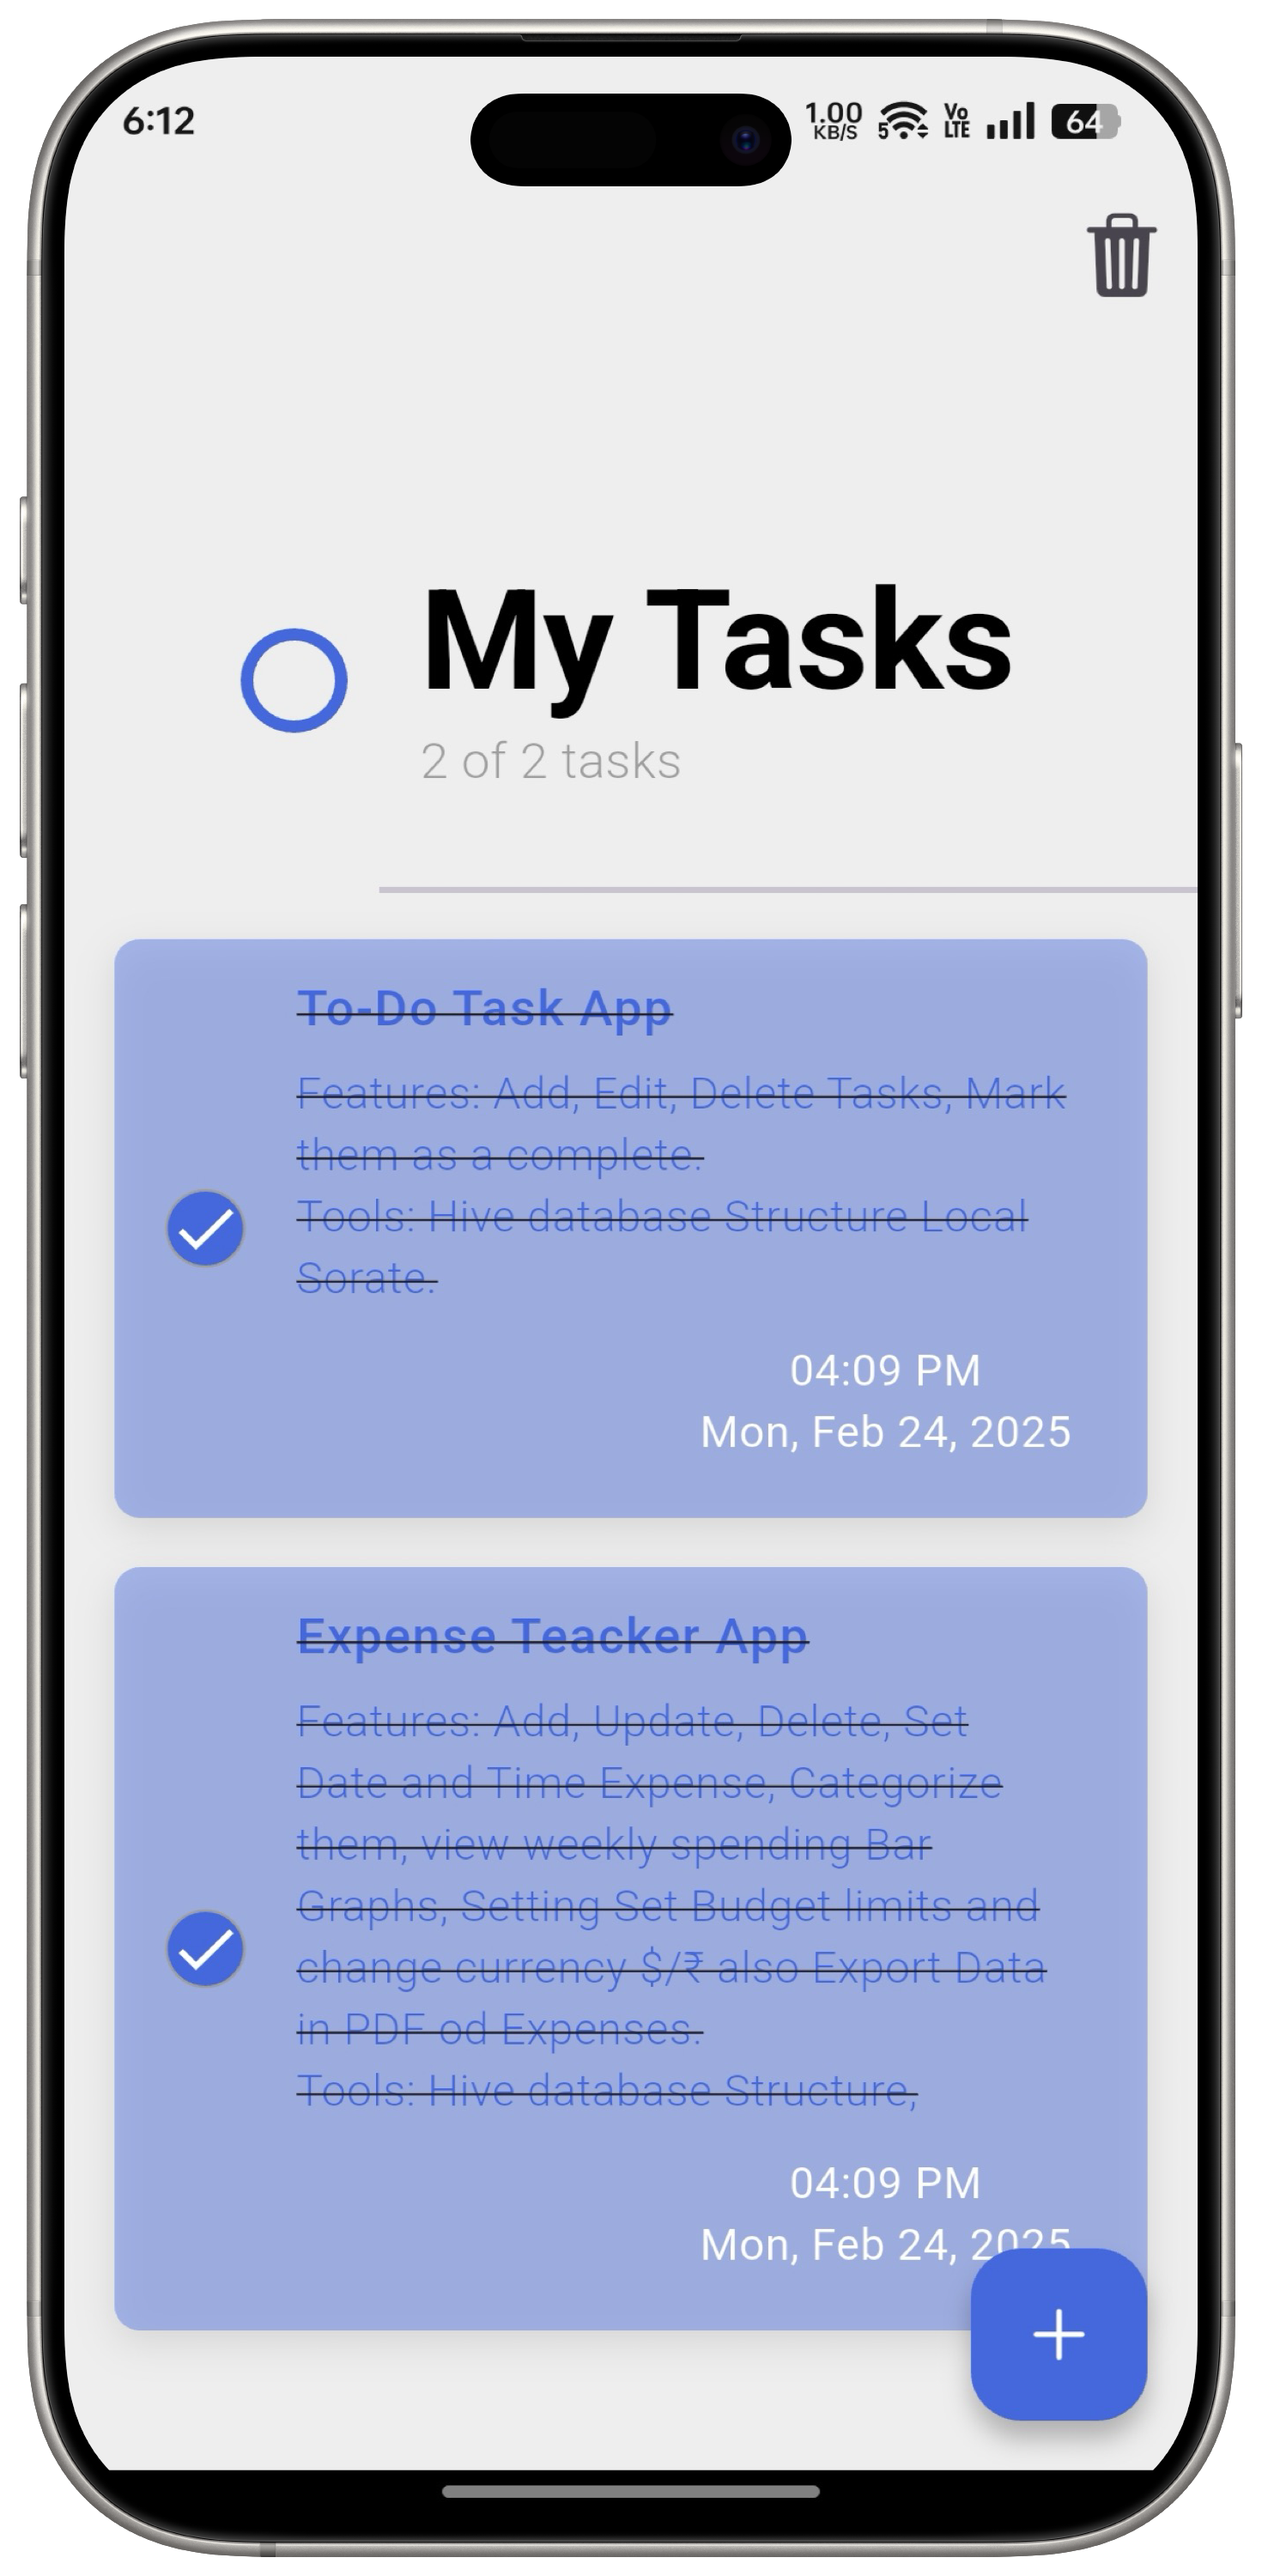 6:12
1.00
KB/S
5
Vo
LTE
64
My Tasks
2 of 2 tasks
To-Do Task App
Features: Add, Edit, Delete Tasks, Mark
them as a complete.
Tools: Hive database Structure Local
Sorate.
04:09 PM
Mon, Feb 24, 2025
Expense Teacker App
Features: Add, Update, Delete, Set
Date and Time Expense, Categorize
them, view weekly spending Bar
Graphs, Setting Set Budget limits and
change currency $/₹ also Export Data
in PDF od Expenses.
Tools: Hive database Structure,
04:09 PM
Mon, Feb 24, 2025